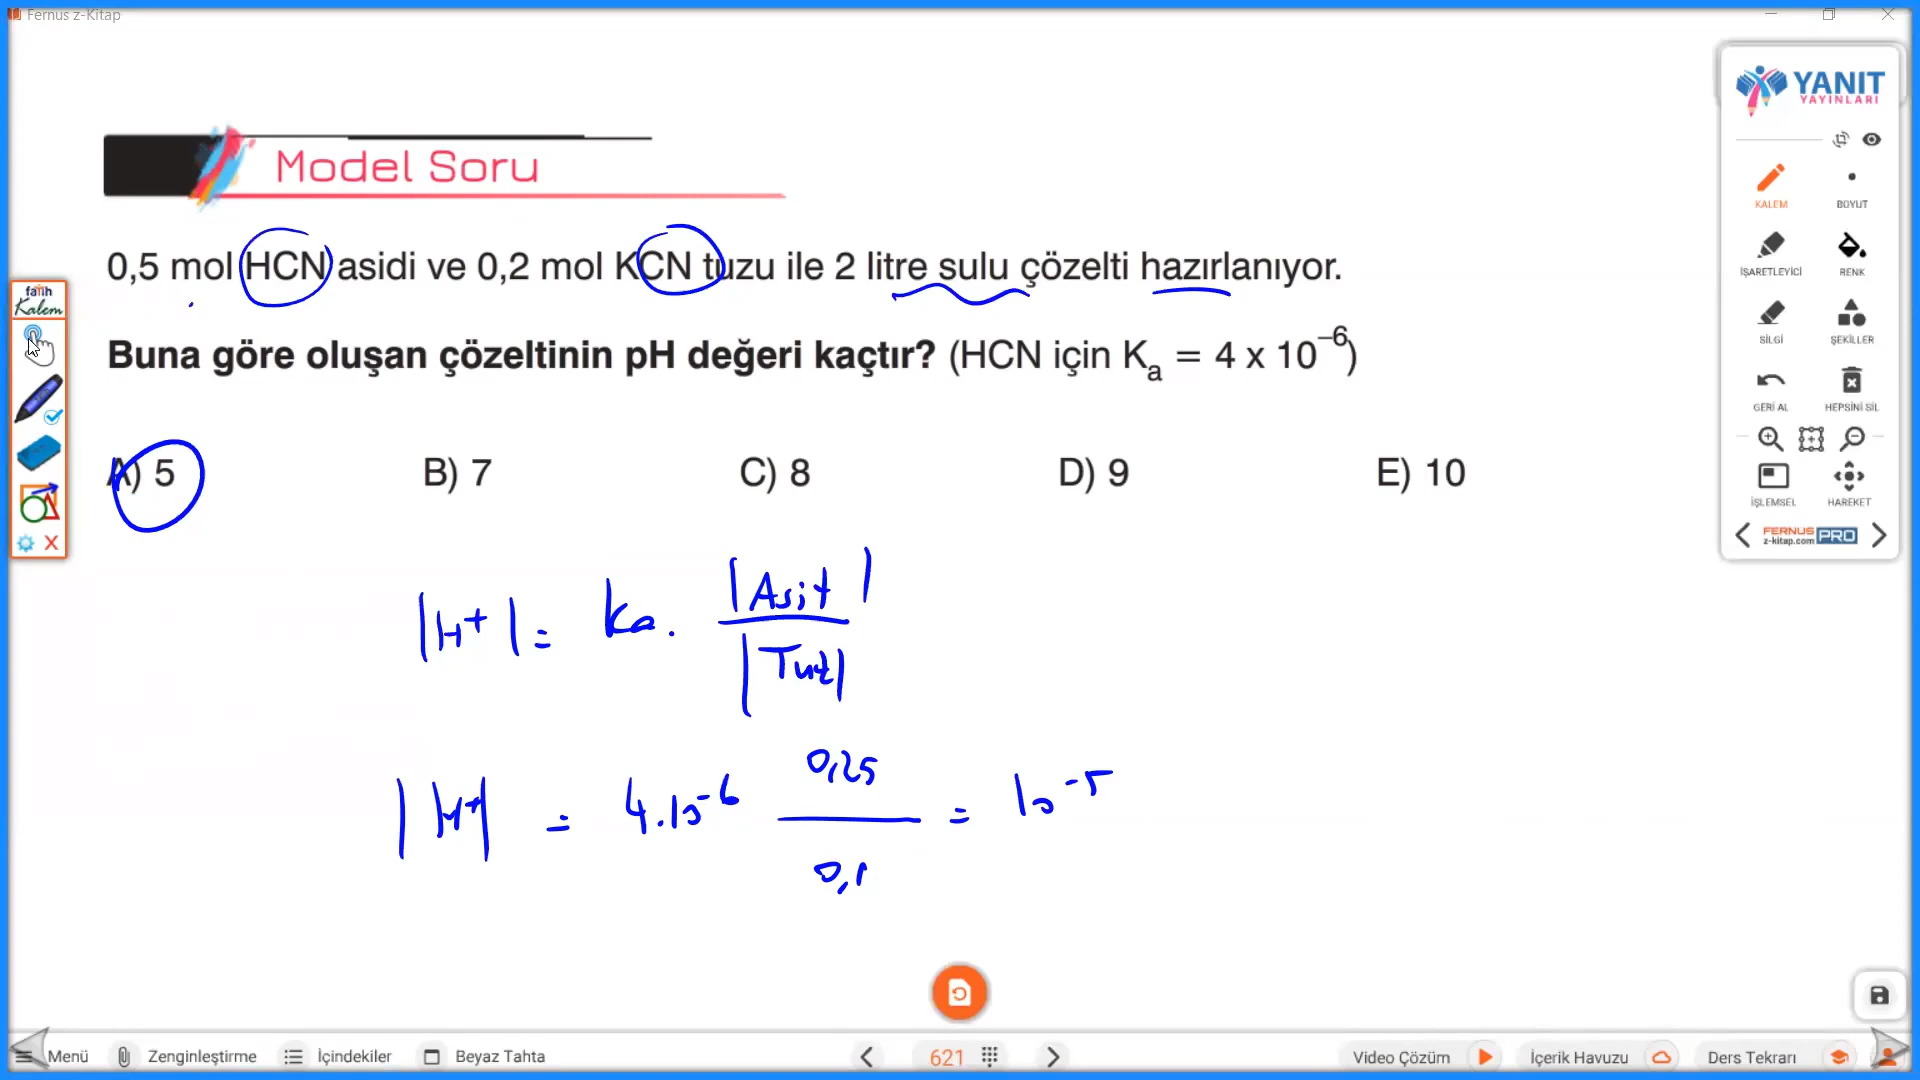 Fernus z-Kitap
YANIT
YAYINLARI
Model Soru
0,5 mol HCN asidi ve 0,2 mol KCN tuzu ile 2 litre sulu çözelti hazırlanıyor.
Buna göre oluşan çözeltinin pH değeri kaçtır? (HCN için Kₐ = 4 x 10⁻⁶)
A) 5 B) 7 C) 8 D) 9 E) 10
|H⁺| = Ka . |Asit| / |Tuz|
|H⁺| = 4.10⁻⁶ 0,25 / 0,1 = 10⁻⁵
fatih
Kalem
KALEM BOYUT
İŞARETLEYİCİ RENK
SİLGİ ŞEKİLLER
GERİ AL HEPSİNİ SİL
İŞLEMSEL HAREKET
FERNUS
z-kitap.com PRO
Menü Zenginleştirme İçindekiler Beyaz Tahta 621 Video Çözüm İçerik Havuzu Ders Tekrarı